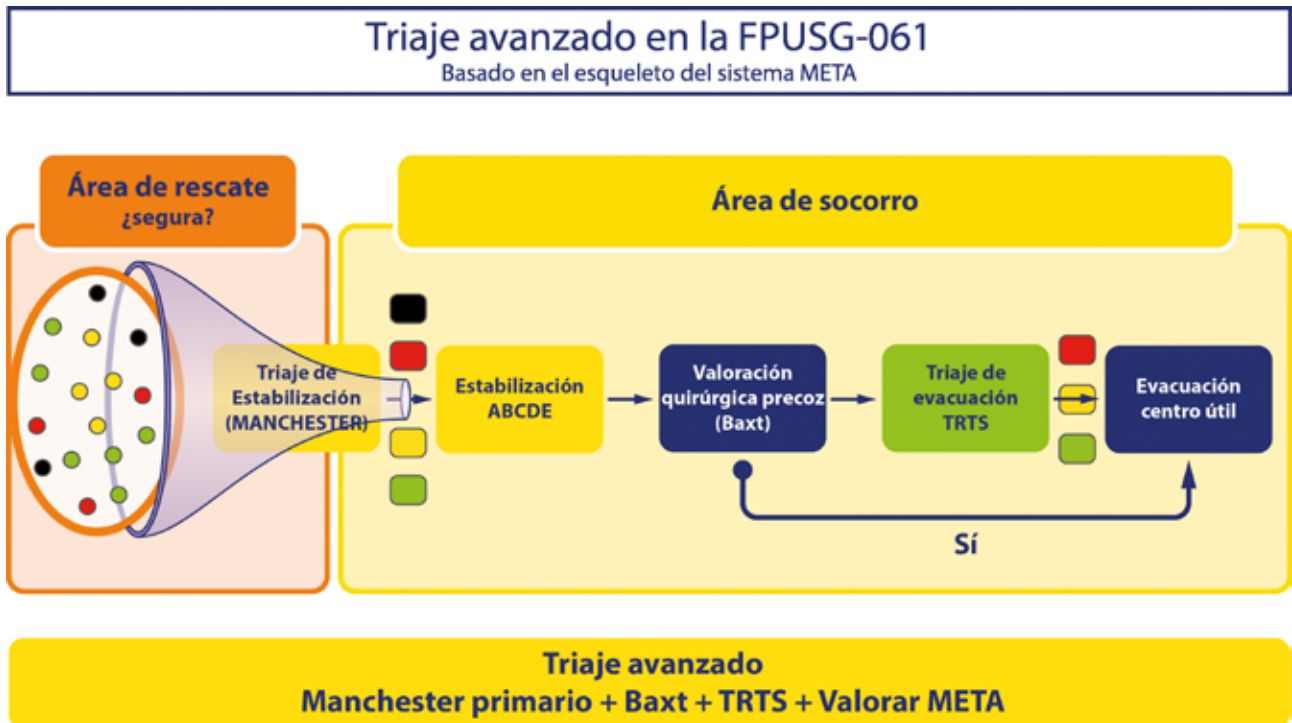 Triaje avanzado en la FPUSG-061
Basado en el esqueleto del sistema META
Área de rescate
¿segura?
Área de socorro
Triaje de
Estabilización
(MANCHESTER)
Estabilización
ABCDE
Valoración
quirúrgica precoz
(Baxt)
Triaje de
evacuación
TRTS
Evacuación
centro útil
Sí
Triaje avanzado
Manchester primario + Baxt + TRTS + Valorar META